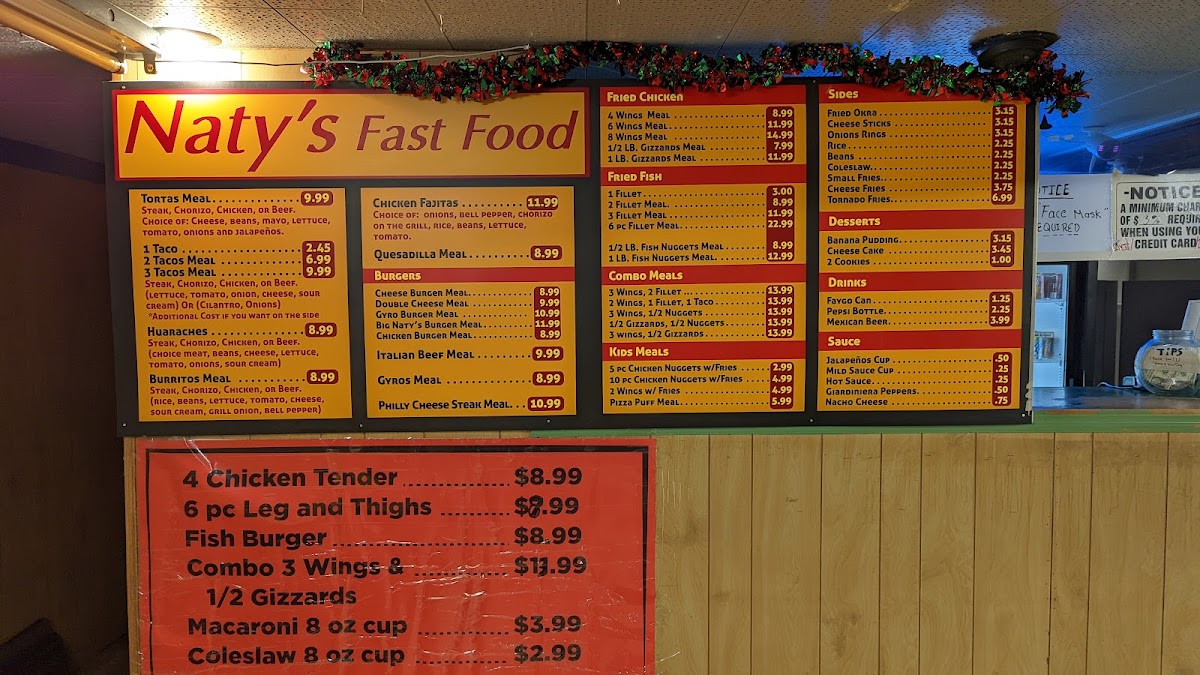 Naty's Fast Food
Tortas Meal 9.99
Steak, Chorizo, Chicken, or Beef.
Choice of: Cheese, beans, mayo, lettuce,
tomato, onions and jalapeños.
1 Taco 2.45
2 Tacos Meal 6.99
3 Tacos Meal 9.99
Steak, Chorizo, Chicken, or Beef.
(lettuce, tomato, onion, cheese, sour
cream) Or (Cilantro, Onions)
*Additional Cost if you want on the side
Huaraches 8.99
Steak, Chorizo, Chicken, or Beef.
(choice meat, beans, cheese, lettuce,
tomato, onions, sour cream)
Burritos Meal 8.99
Steak, Chorizo, Chicken, or Beef.
(rice, beans, lettuce, tomato, cheese,
sour cream, grill onion, bell pepper)
Chicken Fajitas 11.99
Choice of: onions, bell pepper, chorizo
on the grill, rice, beans, lettuce,
tomato.
Quesadilla Meal 8.99
Burgers
Cheese Burger Meal 8.99
Double Cheese Meal 9.99
Gyro Burger Meal 10.99
Big Naty's Burger Meal 11.99
Chicken Burger Meal 8.99
Italian Beef Meal 9.99
Gyros Meal 8.99
Philly Cheese Steak Meal 10.99
Fried Chicken
4 Wings Meal 8.99
6 Wings Meal 11.99
8 Wings Meal 14.99
1/2 LB. Gizzards Meal 7.99
1 LB. Gizzards Meal 11.99
Fried Fish
1 Fillet 3.00
2 Fillet Meal 8.99
3 Fillet Meal 11.99
6 pc Fillet Meal 22.99
1/2 LB. Fish Nuggets Meal 8.99
1 LB. Fish Nuggets Meal 12.99
Combo Meals
3 Wings, 2 Fillet 13.99
2 Wings, 1 Fillet, 1 Taco 13.99
3 Wings, 1/2 Nuggets 13.99
1/2 Gizzards, 1/2 Nuggets 13.99
3 wings, 1/2 Gizzards 13.99
Kids Meals
5 pc Chicken Nuggets w/Fries 2.99
10 pc Chicken Nuggets w/Fries 4.99
2 Wings w/ Fries 4.99
Pizza Puff Meal 5.99
Sides
Fried Okra 3.15
Cheese Sticks 3.15
Onions Rings 3.15
Rice 2.25
Beans 2.25
Coleslaw 2.25
Small Fries 2.25
Cheese Fries 3.75
Tornado Fries 6.99
Desserts
Banana Pudding 3.15
Cheese Cake 3.45
2 Cookies 1.00
Drinks
Faygo Can 1.25
Pepsi Bottle 2.25
Mexican Beer 3.99
Sauce
Jalapeños Cup .50
Mild Sauce Cup .25
Hot Sauce .25
Giardiniera Peppers .50
Nacho Cheese .75
Face Mask"
-NOTICE
A MINIMUM CHAR
OF $ REQUIR
WHEN USING YO
CREDIT CARD
TIPS
4 Chicken Tender $8.99
6 pc Leg and Thighs $8.99
Fish Burger $8.99
Combo 3 Wings & $13.99
1/2 Gizzards
Macaroni 8 oz cup $3.99
Coleslaw 8 oz cup $2.99